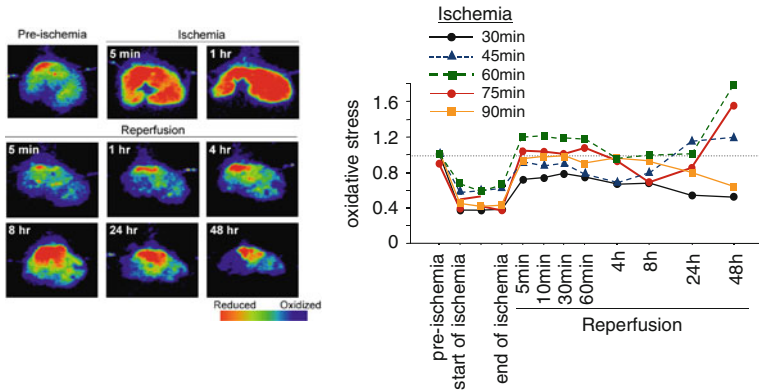 Pre-ischemia
Ischemia
5 min
1 hr
Reperfusion
5 min
1 hr
4 hr
8 hr
24 hr
48 hr
Reduced
Oxidized
Ischemia
30min
45min
60min
75min
90min
oxidative stress
1.6
1.2
0.8
0.4
0
pre-ischemia
start of ischemia
end of ischemia
5min
10min
30min
60min
4h
8h
24h
48h
Reperfusion